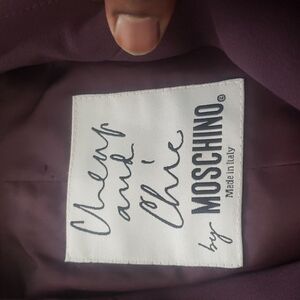 Cheap
and
Chic
by MOSCHINO®
Made in Italy